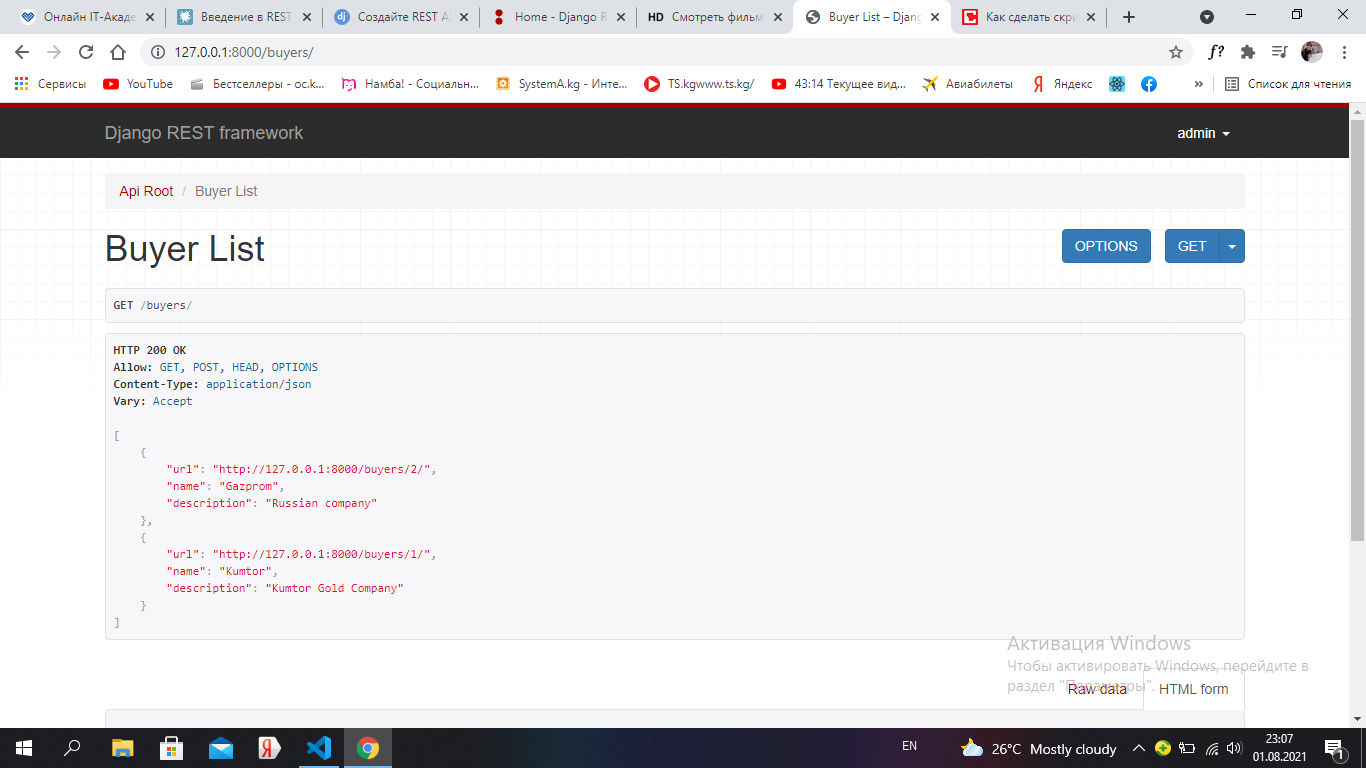 Онлайн IT-Акаде
Введение в REST
Создайте REST A
Home - Django R
HD Смотреть фильм
Buyer List – Djang
Как сделать скри
127.0.0.1:8000/buyers/
f?
Сервисы
YouTube
Бестселлеры - oc.k...
Намба! - Социальн...
SystemA.kg - Инте...
TS.kgwww.ts.kg/
43:14 Текущее вид...
Авиабилеты
Яндекс
»
Список для чтения
Django REST framework
admin
Api Root / Buyer List
Buyer List
OPTIONS
GET
GET /buyers/
HTTP 200 OK
Allow: GET, POST, HEAD, OPTIONS
Content-Type: application/json
Vary: Accept
[
{
"url": "http://127.0.0.1:8000/buyers/2/",
"name": "Gazprom",
"description": "Russian company"
},
{
"url": "http://127.0.0.1:8000/buyers/1/",
"name": "Kumtor",
"description": "Kumtor Gold Company"
}
]
Активация Windows
Чтобы активировать Windows, перейдите в
раздел "Параметры".
Raw data
HTML form
EN
26°C Mostly cloudy
23:07
01.08.2021
1